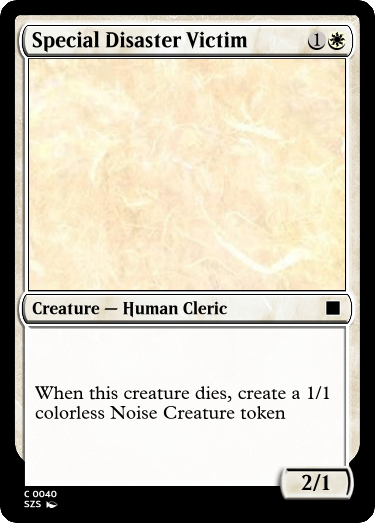 Special Disaster Victim 1
Creature — Human Cleric
When this creature dies, create a 1/1
colorless Noise Creature token
2/1
C 0040
SZS